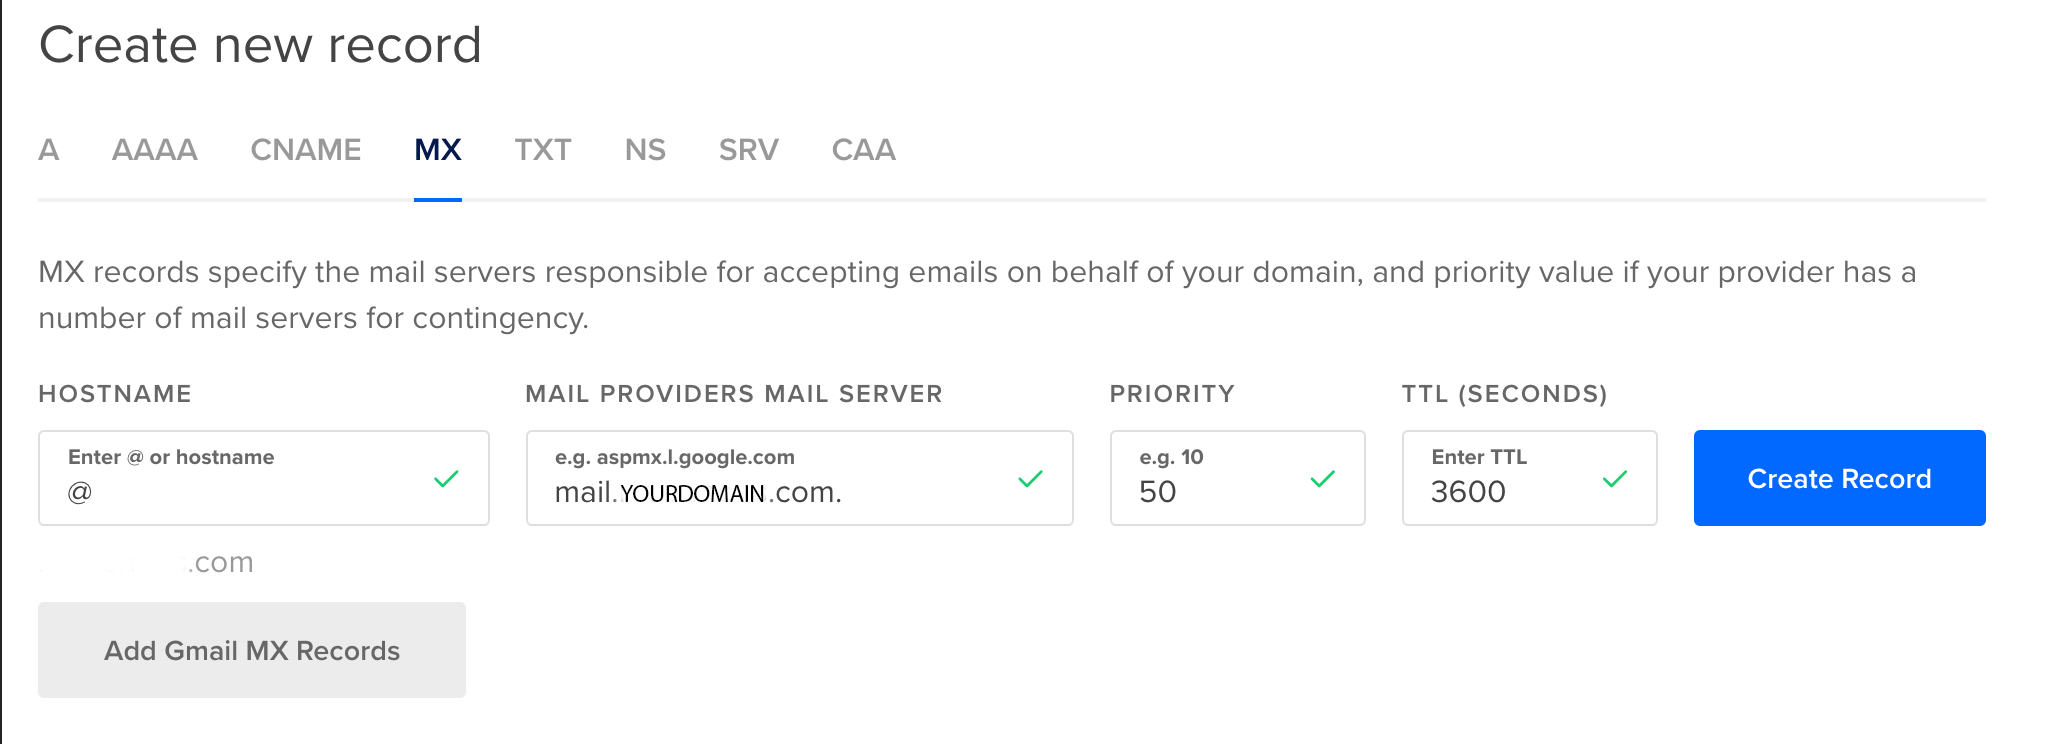 Create new record
A AAAA CNAME MX TXT NS SRV CAA
MX records specify the mail servers responsible for accepting emails on behalf of your domain, and priority value if your provider has a
number of mail servers for contingency.
HOSTNAME MAIL PROVIDERS MAIL SERVER PRIORITY TTL (SECONDS)
Enter @ or hostname e.g. aspmx.l.google.com e.g. 10 Enter TTL
@ mail.YOURDOMAIN.com. 50 3600 Create Record
.com
Add Gmail MX Records